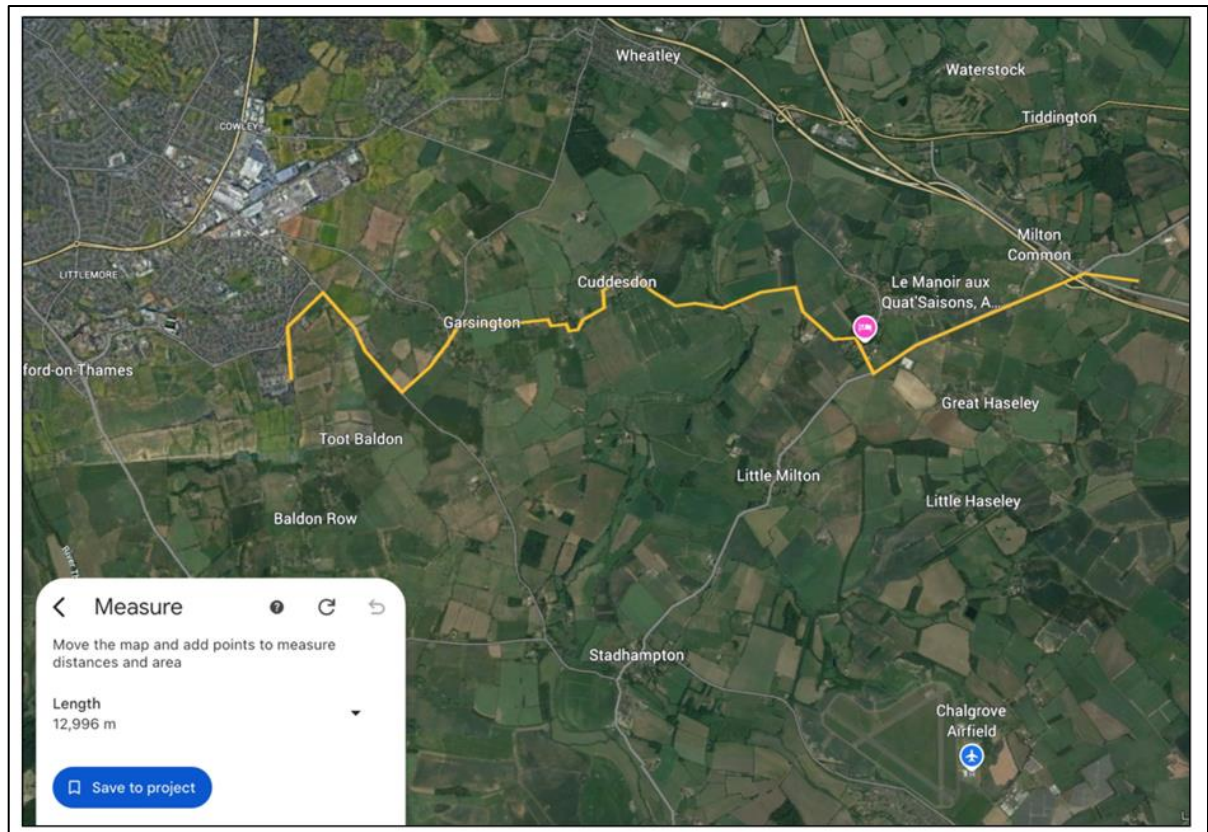 Wheatley
Waterstock
Tiddington
COWLEY
Milton
Common
LITTLEMORE
Cuddesdon
Le Manoir aux
Quat'Saisons, A...
Garsington
ford-on-Thames
Great Haseley
Toot Baldon
Little Milton
Little Haseley
Baldon Row
River Th
Measure
Move the map and add points to measure
distances and area
Length
12,996 m
Save to project
Stadhampton
Chalgrove
Airfield